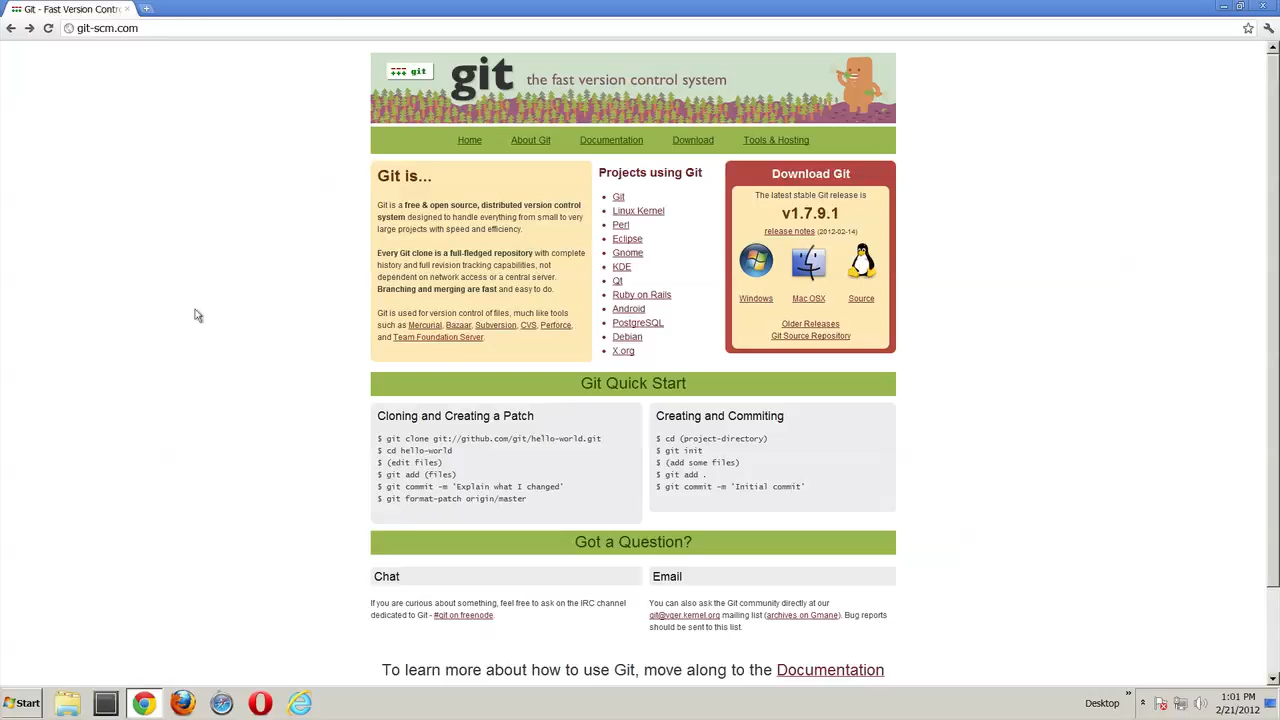 Git - Fast Version Contro
git-scm.com
git
git the fast version control system
Home About Git Documentation Download Tools & Hosting
Git is...
Git is a free & open source, distributed version control
system designed to handle everything from small to very
large projects with speed and efficiency.
Every Git clone is a full-fledged repository with complete
history and full revision tracking capabilities, not
dependent on network access or a central server.
Branching and merging are fast and easy to do.
Git is used for version control of files, much like tools
such as Mercurial, Bazaar, Subversion, CVS, Perforce,
and Team Foundation Server.
Projects using Git
Git
Linux Kernel
Perl
Eclipse
Gnome
KDE
Qt
Ruby on Rails
Android
PostgreSQL
Debian
X.org
Download Git
The latest stable Git release is
v1.7.9.1
release notes (2012-02-14)
Windows Mac OSX Source
Older Releases
Git Source Repository
Git Quick Start
Cloning and Creating a Patch
$ git clone git://github.com/git/hello-world.git
$ cd hello-world
$ (edit files)
$ git add (files)
$ git commit -m 'Explain what I changed'
$ git format-patch origin/master
Creating and Commiting
$ cd (project-directory)
$ git init
$ (add some files)
$ git add .
$ git commit -m 'Initial commit'
Got a Question?
Chat
If you are curious about something, feel free to ask on the IRC channel
dedicated to Git - #git on freenode.
Email
You can also ask the Git community directly at our
git@vger.kernel.org mailing list (archives on Gmane). Bug reports
should be sent to this list.
To learn more about how to use Git, move along to the Documentation
Start
Desktop
1:01 PM
2/21/2012